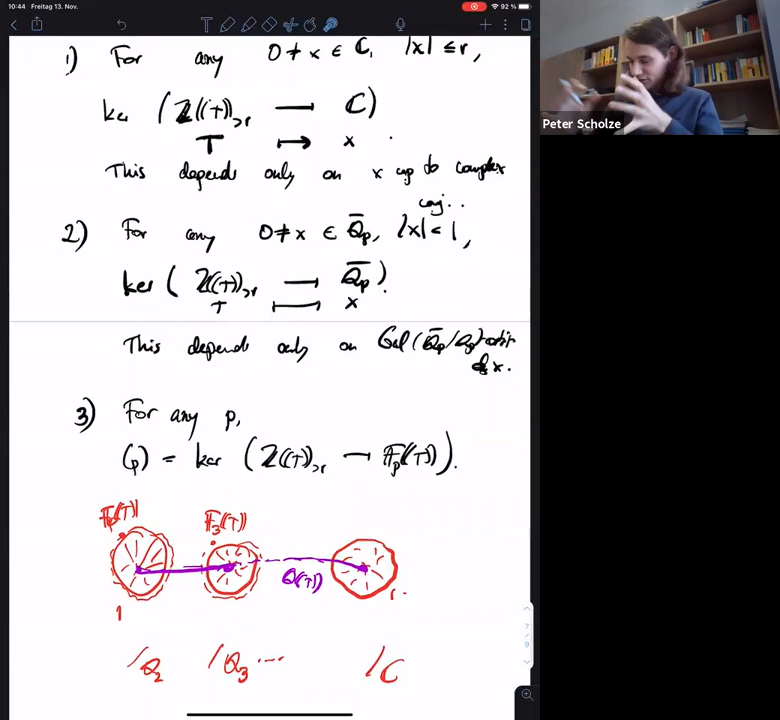 10:44 Freitag 13. Nov.
92 %
Peter Scholze
1) For any 0 ≠ x ∈ ℂ, |x| ≤ r,
ker (ℤ((T))>r → ℂ)
T ↦ x .
This depends only on x up to complex
conj..
2) For any 0 ≠ x ∈ ℚ̄p, |x| < 1,
ker (ℤ((T))>r → ℚ̄p).
T ↦ x
This depends only on Gal(ℚ̄p/ℚp)-orbit
of x.
3) For any p,
(p) = ker (ℤ((T))>r → 𝔽p((T))).
𝔽2((T)) 𝔽3((T))
ℚ((T))
1 r.
/ℚ2 /ℚ3 ... /ℂ
7 / 9